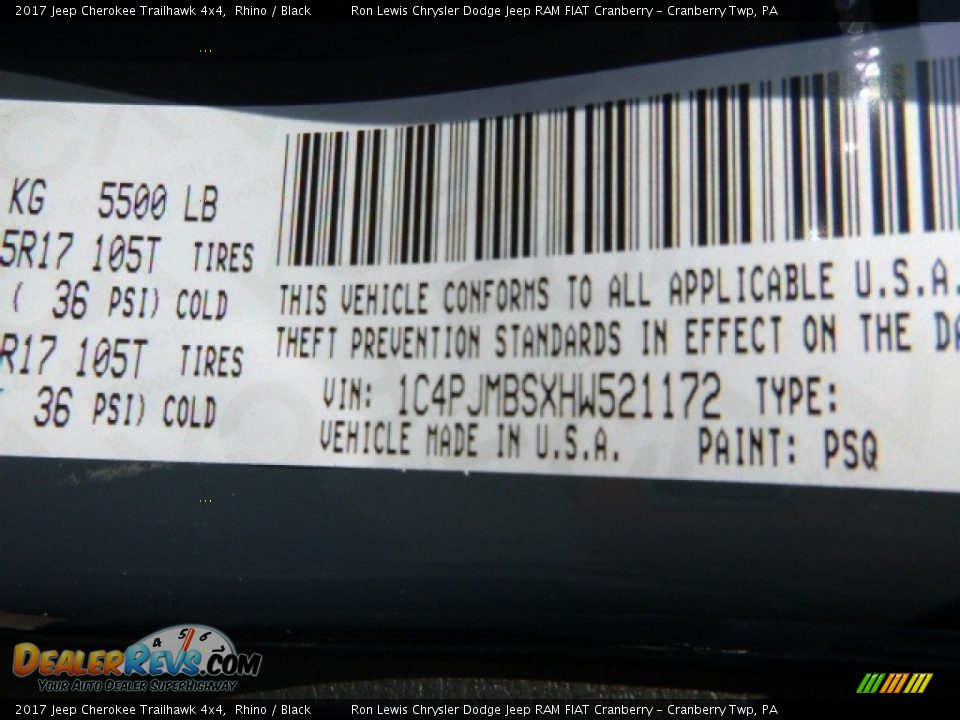 2017 Jeep Cherokee Trailhawk 4x4, Rhino / Black Ron Lewis Chrysler Dodge Jeep RAM FIAT Cranberry - Cranberry Twp, PA
KG 5500 LB
5R17 105T TIRES
( 36 PSI) COLD
R17 105T TIRES
36 PSI) COLD
THIS VEHICLE CONFORMS TO ALL APPLICABLE U.S.A.
THEFT PREVENTION STANDARDS IN EFFECT ON THE DA
VIN: 1C4PJMBSXHW521172 TYPE:
VEHICLE MADE IN U.S.A. PAINT: PSQ
4 5 6 7
DEALERREVS.COM
YOUR AUTO DEALER SUPERHIGHWAY
2017 Jeep Cherokee Trailhawk 4x4, Rhino / Black Ron Lewis Chrysler Dodge Jeep RAM FIAT Cranberry - Cranberry Twp, PA